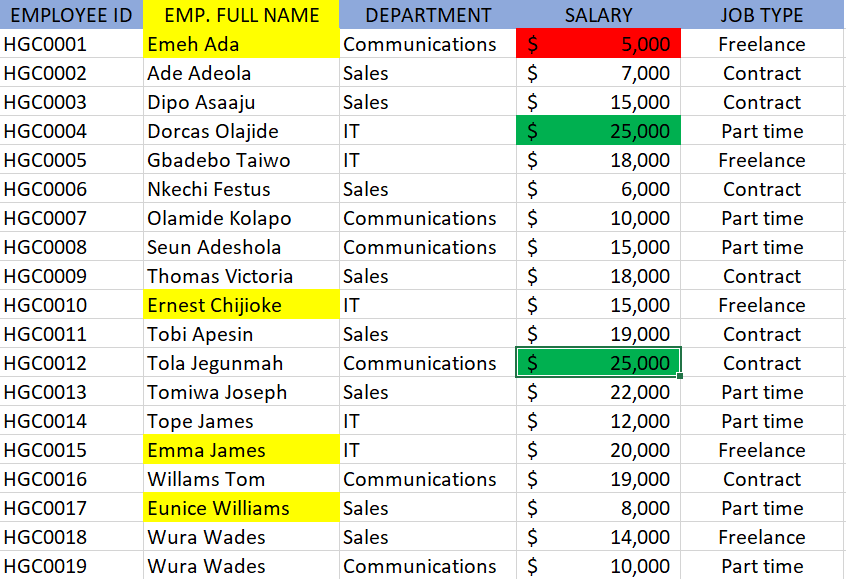 EMPLOYEE ID EMP. FULL NAME DEPARTMENT SALARY JOB TYPE
HGC0001 Emeh Ada Communications $ 5,000 Freelance
HGC0002 Ade Adeola Sales $ 7,000 Contract
HGC0003 Dipo Asaaju Sales $ 15,000 Contract
HGC0004 Dorcas Olajide IT $ 25,000 Part time
HGC0005 Gbadebo Taiwo IT $ 18,000 Freelance
HGC0006 Nkechi Festus Sales $ 6,000 Contract
HGC0007 Olamide Kolapo Communications $ 10,000 Part time
HGC0008 Seun Adeshola Communications $ 15,000 Part time
HGC0009 Thomas Victoria Sales $ 18,000 Contract
HGC0010 Ernest Chijioke IT $ 15,000 Freelance
HGC0011 Tobi Apesin Sales $ 19,000 Contract
HGC0012 Tola Jegunmah Communications $ 25,000 Contract
HGC0013 Tomiwa Joseph Sales $ 22,000 Part time
HGC0014 Tope James IT $ 12,000 Part time
HGC0015 Emma James IT $ 20,000 Freelance
HGC0016 Willams Tom Communications $ 19,000 Contract
HGC0017 Eunice Williams Sales $ 8,000 Part time
HGC0018 Wura Wades Sales $ 14,000 Freelance
HGC0019 Wura Wades Communications $ 10,000 Part time